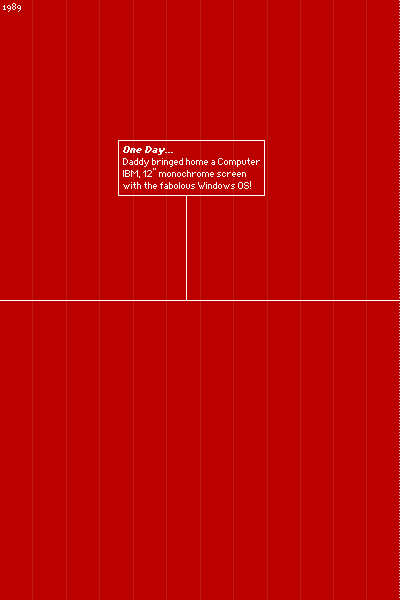 1989
One Day...
Daddy bringed home a Computer
IBM, 12" monochrome screen
with the fabolous Windows OS!